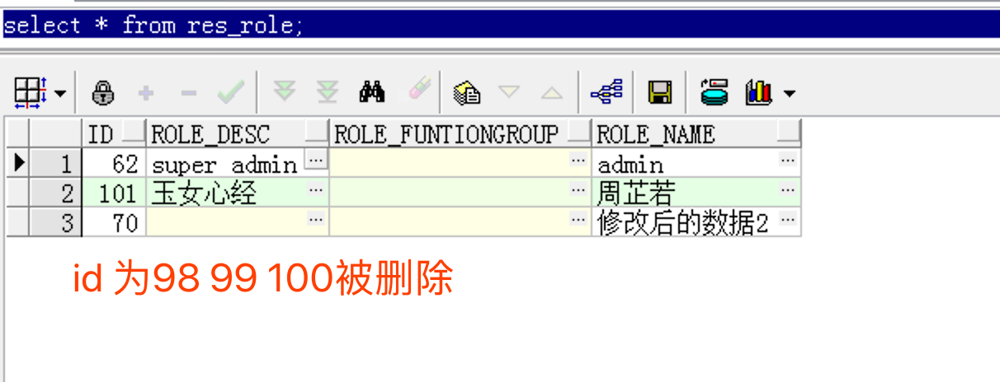 select * from res_role;
ID ROLE_DESC ROLE_FUNTIONGROUP ROLE_NAME
1 62 super admin ... ... admin ...
2 101 玉女心经 ... ... 周芷若 ...
3 70 ... ... 修改后的数据2 ...
id 为98 99 100被删除